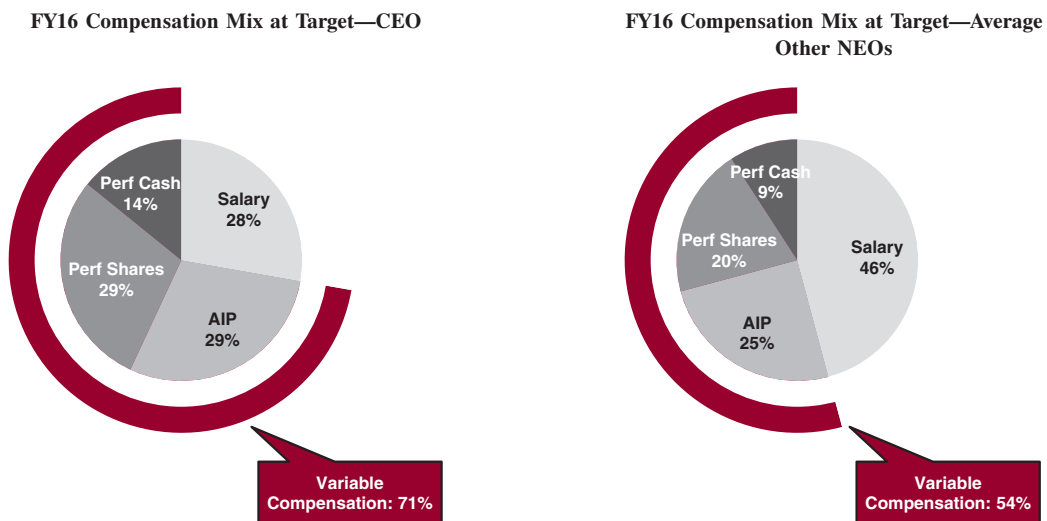 FY16 Compensation Mix at Target—CEO
Perf Cash
14%
Salary
28%
Perf Shares
29%
AIP
29%
Variable
Compensation: 71%
FY16 Compensation Mix at Target—Average
Other NEOs
Perf Cash
9%
Salary
46%
Perf Shares
20%
AIP
25%
Variable
Compensation: 54%